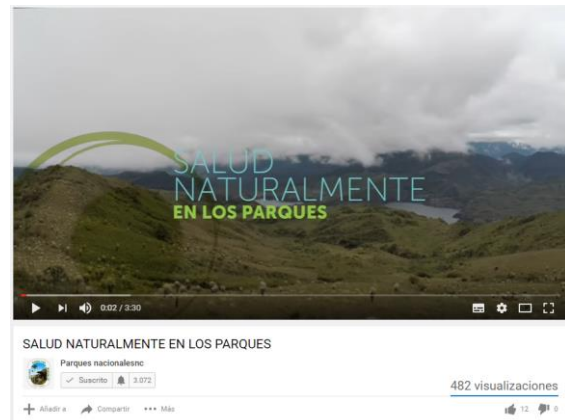 SALUD
NATURALMENTE
EN LOS PARQUES
0:02 / 3:30
SALUD NATURALMENTE EN LOS PARQUES
Parques nacionalesnc
Suscrito 3.072
482 visualizaciones
Añadir a Compartir Más
12 0